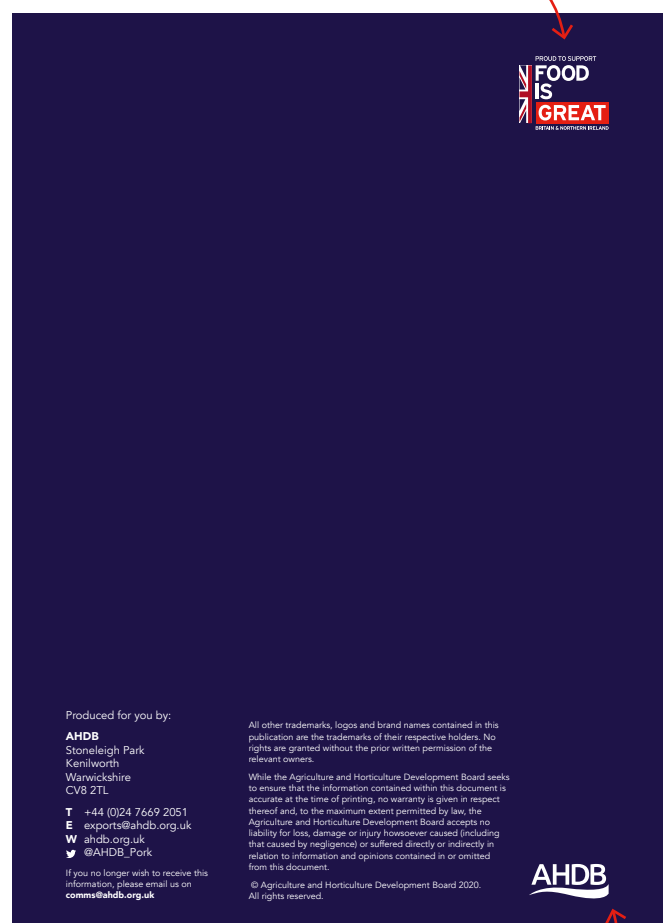 PROUD TO SUPPORT
FOOD
IS
GREAT
BRITAIN & NORTHERN IRELAND
Produced for you by:
AHDB
Stoneleigh Park
Kenilworth
Warwickshire
CV8 2TL
T +44 (0)24 7669 2051
E exports@ahdb.org.uk
W ahdb.org.uk
@AHDB_Pork
If you no longer wish to receive this
information, please email us on
comms@ahdb.org.uk
All other trademarks, logos and brand names contained in this
publication are the trademarks of their respective holders. No
rights are granted without the prior written permission of the
relevant owners.
While the Agriculture and Horticulture Development Board seeks
to ensure that the information contained within this document is
accurate at the time of printing, no warranty is given in respect
thereof and, to the maximum extent permitted by law, the
Agriculture and Horticulture Development Board accepts no
liability for loss, damage or injury howsoever caused (including
that caused by negligence) or suffered directly or indirectly in
relation to information and opinions contained in or omitted
from this document.
© Agriculture and Horticulture Development Board 2020.
All rights reserved.
AHDB